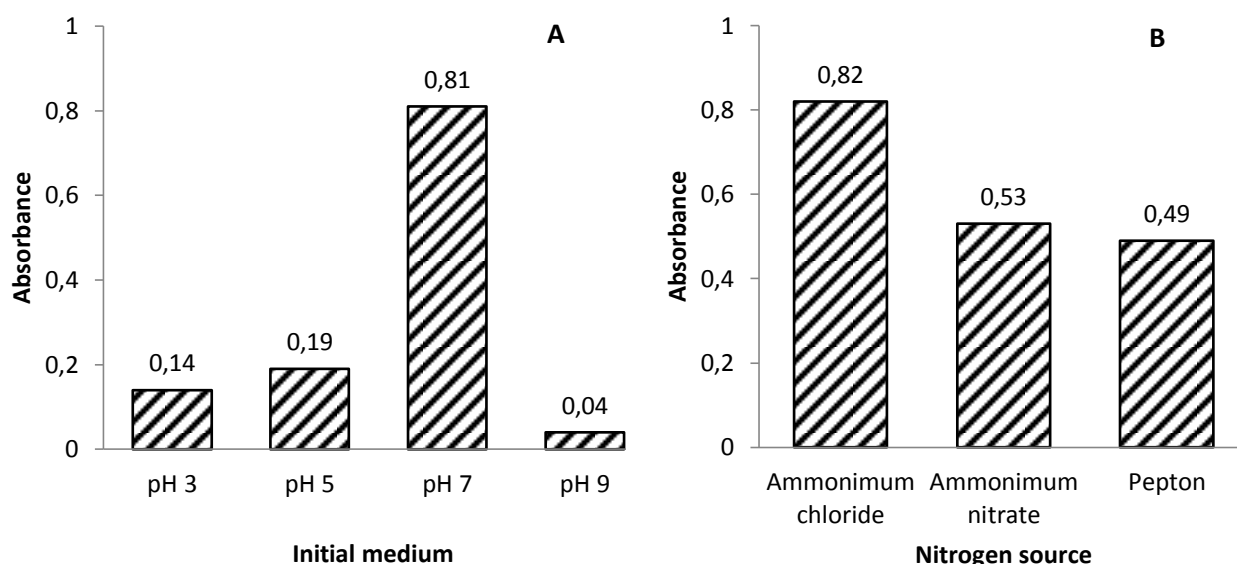 A
Absorbance
1
0,8
0,6
0,4
0,2
0
0,14
0,19
0,81
0,04
pH 3
pH 5
pH 7
pH 9
Initial medium
B
Absorbance
1
0,8
0,6
0,4
0,2
0
0,82
0,53
0,49
Ammonimum
chloride
Ammonimum
nitrate
Pepton
Nitrogen source